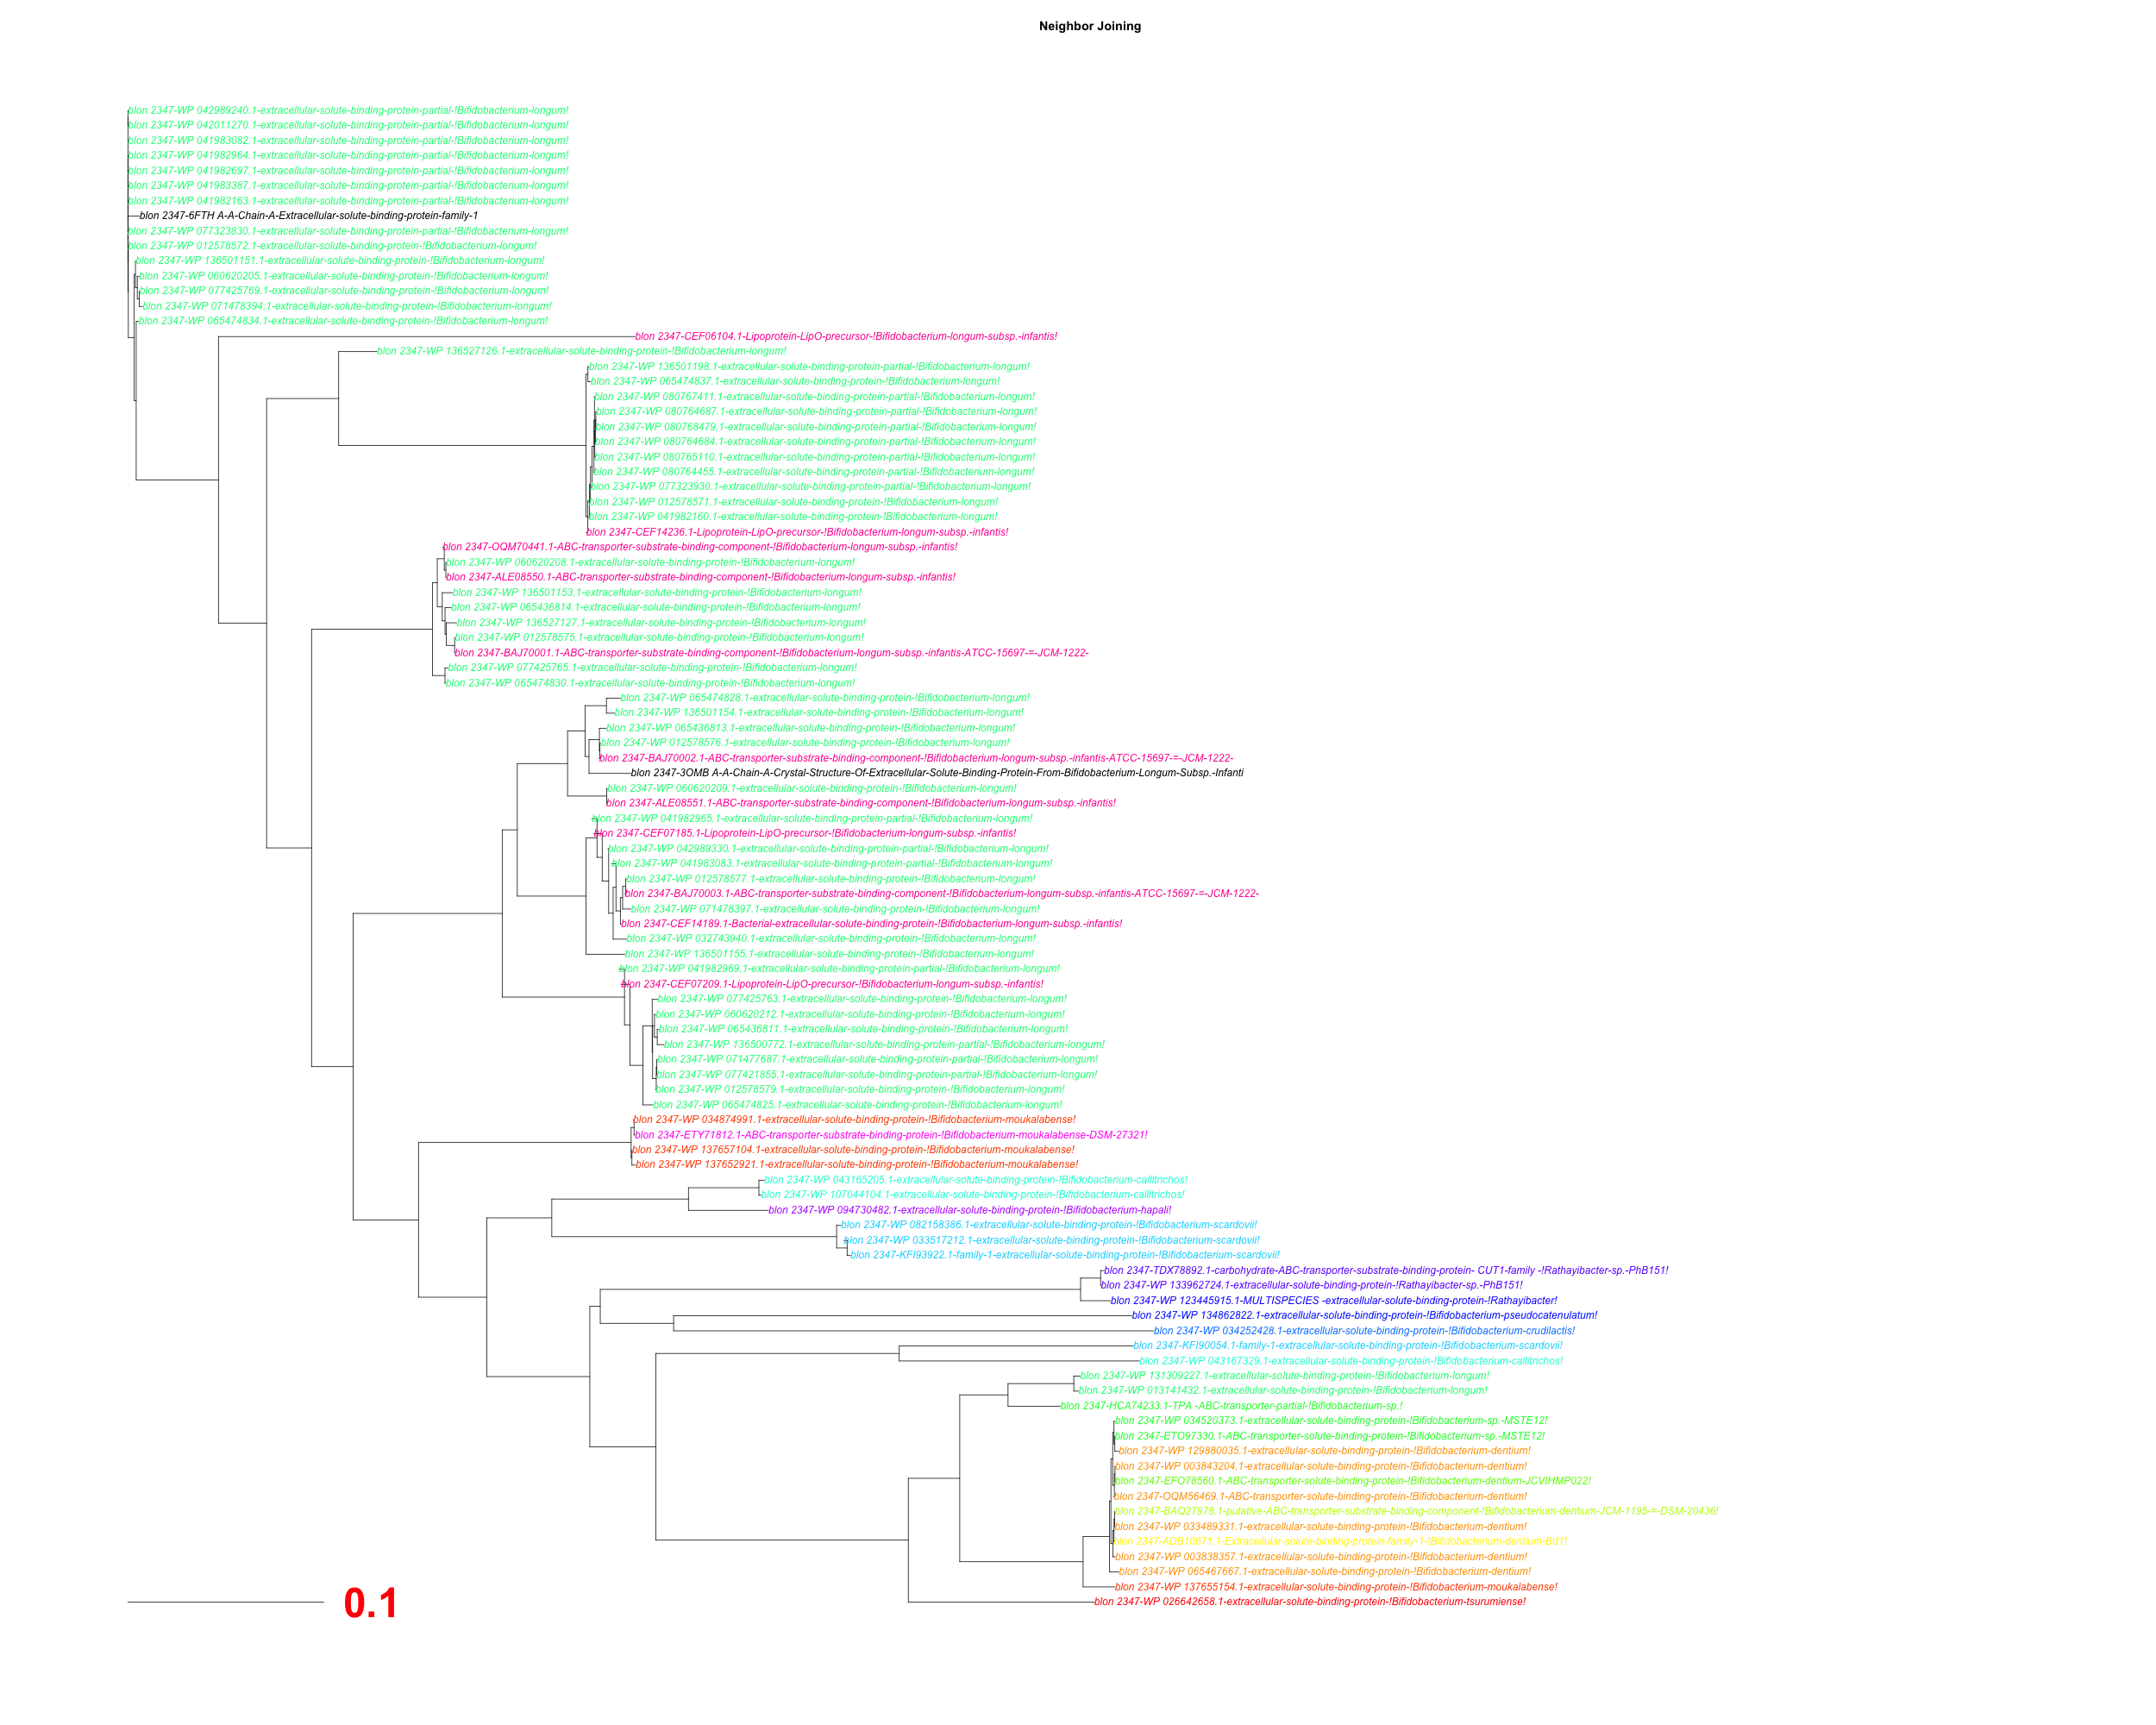 Neighbor Joining
blon 2347-WP 042989240.1-extracellular-solute-binding-protein-partial-!Bifidobacterium-longum!
blon 2347-WP 042011270.1-extracellular-solute-binding-protein-partial-!Bifidobacterium-longum!
blon 2347-WP 041983082.1-extracellular-solute-binding-protein-partial-!Bifidobacterium-longum!
blon 2347-WP 041982964.1-extracellular-solute-binding-protein-partial-!Bifidobacterium-longum!
blon 2347-WP 041982697.1-extracellular-solute-binding-protein-partial-!Bifidobacterium-longum!
blon 2347-WP 041983387.1-extracellular-solute-binding-protein-partial-!Bifidobacterium-longum!
blon 2347-WP 041982163.1-extracellular-solute-binding-protein-partial-!Bifidobacterium-longum!
blon 2347-6FTH A-A-Chain-A-Extracellular-solute-binding-protein-family-1
blon 2347-WP 077323830.1-extracellular-solute-binding-protein-partial-!Bifidobacterium-longum!
blon 2347-WP 012578572.1-extracellular-solute-binding-protein-!Bifidobacterium-longum!
blon 2347-WP 136501151.1-extracellular-solute-binding-protein-!Bifidobacterium-longum!
blon 2347-WP 060620205.1-extracellular-solute-binding-protein-!Bifidobacterium-longum!
blon 2347-WP 077425769.1-extracellular-solute-binding-protein-!Bifidobacterium-longum!
blon 2347-WP 071478394.1-extracellular-solute-binding-protein-!Bifidobacterium-longum!
blon 2347-WP 065474834.1-extracellular-solute-binding-protein-!Bifidobacterium-longum!
blon 2347-CEF06104.1-Lipoprotein-LipO-precursor-!Bifidobacterium-longum-subsp.-infantis!
blon 2347-WP 136527126.1-extracellular-solute-binding-protein-!Bifidobacterium-longum!
blon 2347-WP 136501198.1-extracellular-solute-binding-protein-partial-!Bifidobacterium-longum!
blon 2347-WP 065474837.1-extracellular-solute-binding-protein-!Bifidobacterium-longum!
blon 2347-WP 080767411.1-extracellular-solute-binding-protein-partial-!Bifidobacterium-longum!
blon 2347-WP 080764687.1-extracellular-solute-binding-protein-partial-!Bifidobacterium-longum!
blon 2347-WP 080768479.1-extracellular-solute-binding-protein-partial-!Bifidobacterium-longum!
blon 2347-WP 080764684.1-extracellular-solute-binding-protein-partial-!Bifidobacterium-longum!
blon 2347-WP 080765110.1-extracellular-solute-binding-protein-partial-!Bifidobacterium-longum!
blon 2347-WP 080764455.1-extracellular-solute-binding-protein-partial-!Bifidobacterium-longum!
blon 2347-WP 077323930.1-extracellular-solute-binding-protein-partial-!Bifidobacterium-longum!
blon 2347-WP 012578571.1-extracellular-solute-binding-protein-!Bifidobacterium-longum!
blon 2347-WP 041982160.1-extracellular-solute-binding-protein-!Bifidobacterium-longum!
blon 2347-CEF14236.1-Lipoprotein-LipO-precursor-!Bifidobacterium-longum-subsp.-infantis!
blon 2347-OQM70441.1-ABC-transporter-substrate-binding-component-!Bifidobacterium-longum-subsp.-infantis!
blon 2347-WP 060620208.1-extracellular-solute-binding-protein-!Bifidobacterium-longum!
blon 2347-ALE08550.1-ABC-transporter-substrate-binding-component-!Bifidobacterium-longum-subsp.-infantis!
blon 2347-WP 136501153.1-extracellular-solute-binding-protein-!Bifidobacterium-longum!
blon 2347-WP 065436814.1-extracellular-solute-binding-protein-!Bifidobacterium-longum!
blon 2347-WP 136527127.1-extracellular-solute-binding-protein-!Bifidobacterium-longum!
blon 2347-WP 012578575.1-extracellular-solute-binding-protein-!Bifidobacterium-longum!
blon 2347-BAJ70001.1-ABC-transporter-substrate-binding-component-!Bifidobacterium-longum-subsp.-infantis-ATCC-15697-=-JCM-1222-
blon 2347-WP 077425765.1-extracellular-solute-binding-protein-!Bifidobacterium-longum!
blon 2347-WP 065474830.1-extracellular-solute-binding-protein-!Bifidobacterium-longum!
blon 2347-WP 065474828.1-extracellular-solute-binding-protein-!Bifidobacterium-longum!
blon 2347-WP 136501154.1-extracellular-solute-binding-protein-!Bifidobacterium-longum!
blon 2347-WP 065436813.1-extracellular-solute-binding-protein-!Bifidobacterium-longum!
blon 2347-WP 012578576.1-extracellular-solute-binding-protein-!Bifidobacterium-longum!
blon 2347-BAJ70002.1-ABC-transporter-substrate-binding-component-!Bifidobacterium-longum-subsp.-infantis-ATCC-15697-=-JCM-1222-
blon 2347-3OMB A-A-Chain-A-Crystal-Structure-Of-Extracellular-Solute-Binding-Protein-From-Bifidobacterium-Longum-Subsp.-Infanti
blon 2347-WP 060620209.1-extracellular-solute-binding-protein-!Bifidobacterium-longum!
blon 2347-ALE08551.1-ABC-transporter-substrate-binding-component-!Bifidobacterium-longum-subsp.-infantis!
blon 2347-WP 041982965.1-extracellular-solute-binding-protein-partial-!Bifidobacterium-longum!
blon 2347-CEF07185.1-Lipoprotein-LipO-precursor-!Bifidobacterium-longum-subsp.-infantis!
blon 2347-WP 042989330.1-extracellular-solute-binding-protein-partial-!Bifidobacterium-longum!
blon 2347-WP 041983083.1-extracellular-solute-binding-protein-partial-!Bifidobacterium-longum!
blon 2347-WP 012578577.1-extracellular-solute-binding-protein-!Bifidobacterium-longum!
blon 2347-BAJ70003.1-ABC-transporter-substrate-binding-component-!Bifidobacterium-longum-subsp.-infantis-ATCC-15697-=-JCM-1222-
blon 2347-WP 071478397.1-extracellular-solute-binding-protein-!Bifidobacterium-longum!
blon 2347-CEF14189.1-Bacterial-extracellular-solute-binding-protein-!Bifidobacterium-longum-subsp.-infantis!
blon 2347-WP 032743940.1-extracellular-solute-binding-protein-!Bifidobacterium-longum!
blon 2347-WP 136501155.1-extracellular-solute-binding-protein-!Bifidobacterium-longum!
blon 2347-WP 041982969.1-extracellular-solute-binding-protein-partial-!Bifidobacterium-longum!
blon 2347-CEF07209.1-Lipoprotein-LipO-precursor-!Bifidobacterium-longum-subsp.-infantis!
blon 2347-WP 077425763.1-extracellular-solute-binding-protein-!Bifidobacterium-longum!
blon 2347-WP 060620212.1-extracellular-solute-binding-protein-!Bifidobacterium-longum!
blon 2347-WP 065436811.1-extracellular-solute-binding-protein-!Bifidobacterium-longum!
blon 2347-WP 136500772.1-extracellular-solute-binding-protein-partial-!Bifidobacterium-longum!
blon 2347-WP 071477687.1-extracellular-solute-binding-protein-partial-!Bifidobacterium-longum!
blon 2347-WP 077421855.1-extracellular-solute-binding-protein-partial-!Bifidobacterium-longum!
blon 2347-WP 012578579.1-extracellular-solute-binding-protein-!Bifidobacterium-longum!
blon 2347-WP 065474825.1-extracellular-solute-binding-protein-!Bifidobacterium-longum!
blon 2347-WP 034874991.1-extracellular-solute-binding-protein-!Bifidobacterium-moukalabense!
blon 2347-ETY71812.1-ABC-transporter-substrate-binding-protein-!Bifidobacterium-moukalabense-DSM-27321!
blon 2347-WP 137657104.1-extracellular-solute-binding-protein-!Bifidobacterium-moukalabense!
blon 2347-WP 137652921.1-extracellular-solute-binding-protein-!Bifidobacterium-moukalabense!
blon 2347-WP 043165205.1-extracellular-solute-binding-protein-!Bifidobacterium-callitrichos!
blon 2347-WP 107044104.1-extracellular-solute-binding-protein-!Bifidobacterium-callitrichos!
blon 2347-WP 094730482.1-extracellular-solute-binding-protein-!Bifidobacterium-hapali!
blon 2347-WP 082158386.1-extracellular-solute-binding-protein-!Bifidobacterium-scardovii!
blon 2347-WP 033517212.1-extracellular-solute-binding-protein-!Bifidobacterium-scardovii!
blon 2347-KFI93922.1-family-1-extracellular-solute-binding-protein-!Bifidobacterium-scardovii!
blon 2347-TDX78892.1-carbohydrate-ABC-transporter-substrate-binding-protein- CUT1-family -!Rathayibacter-sp.-PhB151!
blon 2347-WP 133962724.1-extracellular-solute-binding-protein-!Rathayibacter-sp.-PhB151!
blon 2347-WP 123445915.1-MULTISPECIES -extracellular-solute-binding-protein-!Rathayibacter!
blon 2347-WP 134862822.1-extracellular-solute-binding-protein-!Bifidobacterium-pseudocatenulatum!
blon 2347-WP 034252428.1-extracellular-solute-binding-protein-!Bifidobacterium-crudilactis!
blon 2347-KFI90054.1-family-1-extracellular-solute-binding-protein-!Bifidobacterium-scardovii!
blon 2347-WP 043167329.1-extracellular-solute-binding-protein-!Bifidobacterium-callitrichos!
blon 2347-WP 131309227.1-extracellular-solute-binding-protein-!Bifidobacterium-longum!
blon 2347-WP 013141432.1-extracellular-solute-binding-protein-!Bifidobacterium-longum!
blon 2347-HCA74233.1-TPA -ABC-transporter-partial-!Bifidobacterium-sp.!
blon 2347-WP 034520373.1-extracellular-solute-binding-protein-!Bifidobacterium-sp.-MSTE12!
blon 2347-ETO97330.1-ABC-transporter-solute-binding-protein-!Bifidobacterium-sp.-MSTE12!
blon 2347-WP 129880035.1-extracellular-solute-binding-protein-!Bifidobacterium-dentium!
blon 2347-WP 003843204.1-extracellular-solute-binding-protein-!Bifidobacterium-dentium!
blon 2347-EFO78560.1-ABC-transporter-solute-binding-protein-!Bifidobacterium-dentium-JCVIHMP022!
blon 2347-OQM56469.1-ABC-transporter-solute-binding-protein-!Bifidobacterium-dentium!
blon 2347-BAQ27978.1-putative-ABC-transporter-substrate-binding-component-!Bifidobacterium-dentium-JCM-1195-=-DSM-20436!
blon 2347-WP 033489331.1-extracellular-solute-binding-protein-!Bifidobacterium-dentium!
blon 2347-ADB10671.1-Extracellular-solute-binding-protein-family-1-!Bifidobacterium-dentium-Bd1!
blon 2347-WP 003838357.1-extracellular-solute-binding-protein-!Bifidobacterium-dentium!
blon 2347-WP 065467667.1-extracellular-solute-binding-protein-!Bifidobacterium-dentium!
blon 2347-WP 137655154.1-extracellular-solute-binding-protein-!Bifidobacterium-moukalabense!
blon 2347-WP 026642658.1-extracellular-solute-binding-protein-!Bifidobacterium-tsurumiense!
0.1